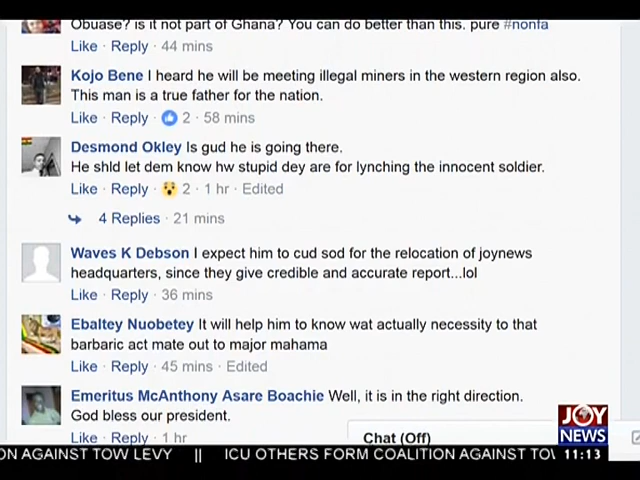 Obuase? is it not part of Ghana? You can do better than this. pure #nonfa
Like · Reply · 44 mins
Kojo Bene I heard he will be meeting illegal miners in the western region also.
This man is a true father for the nation.
Like · Reply · 2 · 58 mins
Desmond Okley Is gud he is going there.
He shld let dem know hw stupid dey are for lynching the innocent soldier.
Like · Reply · 2 · 1 hr · Edited
4 Replies · 21 mins
Waves K Debson I expect him to cud sod for the relocation of joynews
headquarters, since they give credible and accurate report...lol
Like · Reply · 36 mins
Ebaltey Nuobetey It will help him to know wat actually necessity to that
barbaric act mate out to major mahama
Like · Reply · 45 mins · Edited
Emeritus McAnthony Asare Boachie Well, it is in the right direction.
God bless our president.
Like · Reply · 1 hr
Chat (Off)
JOY
NEWS
ON AGAINST TOW LEVY || ICU OTHERS FORM COALITION AGAINST TOW
11:13